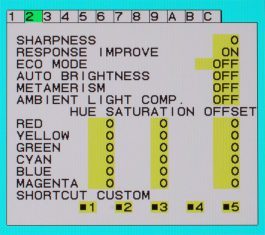 1 2 3 4 5 6 7 8 9 A B C
SHARPNESS 0
RESPONSE IMPROVE ON
ECO MODE OFF
AUTO BRIGHTNESS OFF
METAMERISM OFF
AMBIENT LIGHT COMP. OFF
HUE SATURATION OFFSET
RED 0 0 0
YELLOW 0 0 0
GREEN 0 0 0
CYAN 0 0 0
BLUE 0 0 0
MAGENTA 0 0 0
SHORTCUT CUSTOM
■1 ■2 ■3 ■4 ■5